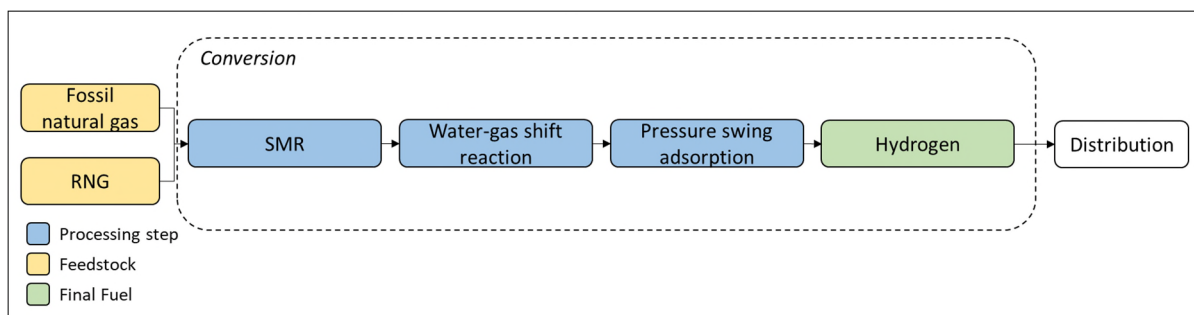 Conversion
Fossil
natural gas
RNG
SMR
Water-gas shift
reaction
Pressure swing
adsorption
Hydrogen
Distribution
Processing step
Feedstock
Final Fuel